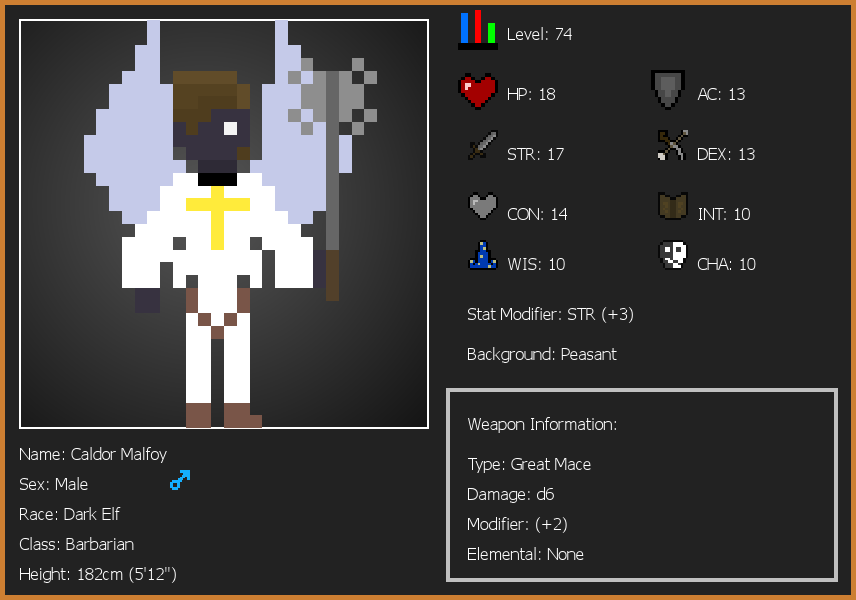 Level: 74
HP: 18
AC: 13
STR: 17
DEX: 13
CON: 14
INT: 10
WIS: 10
CHA: 10
Stat Modifier: STR (+3)
Background: Peasant
Weapon Information:
Type: Great Mace
Damage: d6
Modifier: (+2)
Elemental: None
Name: Caldor Malfoy
Sex: Male
Race: Dark Elf
Class: Barbarian
Height: 182cm (5'12")